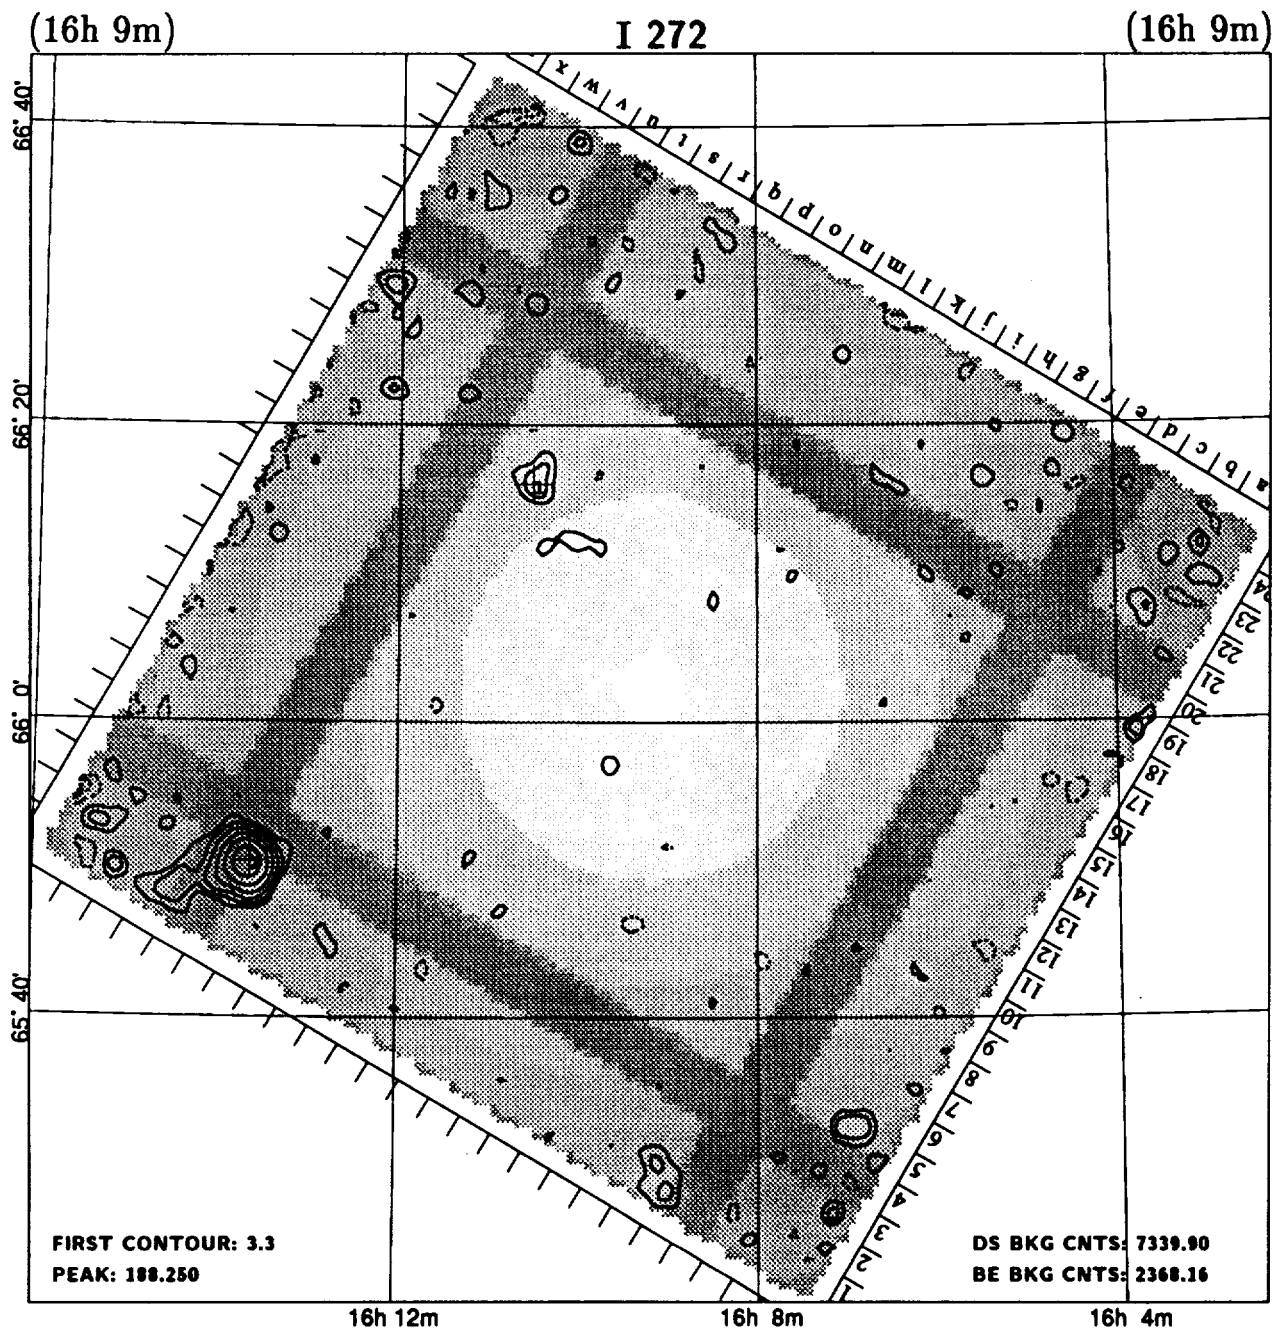 (16h 9m)
I 272
(16h 9m)
x w v u t s r q p o n m l k j i h g f e d c b a
66° 40'
66° 20'
66° 0'
65° 40'
24
23
22
21
20
19
18
17
16
15
14
13
12
11
10
9
8
7
6
5
4
3
2
1
FIRST CONTOUR: 3.3
PEAK: 188.250
DS BKG CNTS: 7339.90
BE BKG CNTS: 2368.16
16h 12m
16h 8m
16h 4m